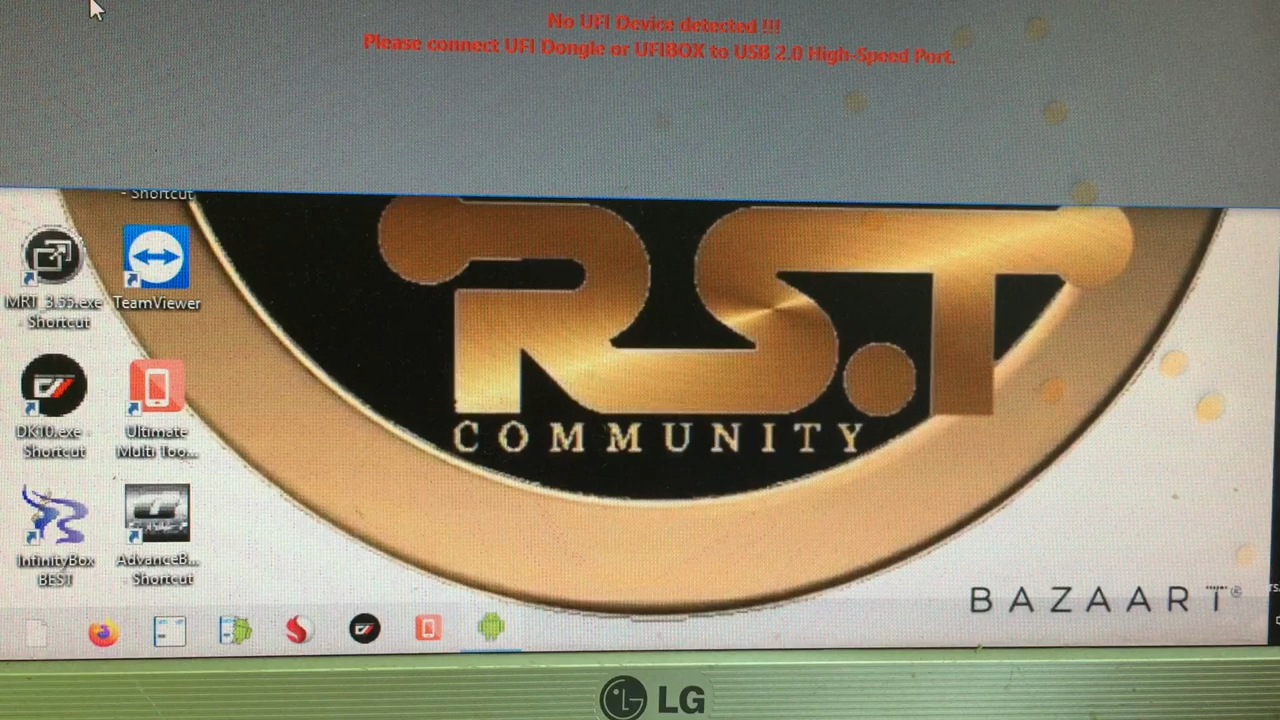 No UFI Device detected !!!
Please connect UFI Dongle or UFIBOX to USB 2.0 High-Speed Port.
- Shortcut
MRT_3.55.exe
- Shortcut
TeamViewer
DK10.exe -
Shortcut
Ultimate
Multi Too...
InfinityBox
BEST
AdvanceB...
- Shortcut
RS.T
COMMUNITY
BAZAART®
LG